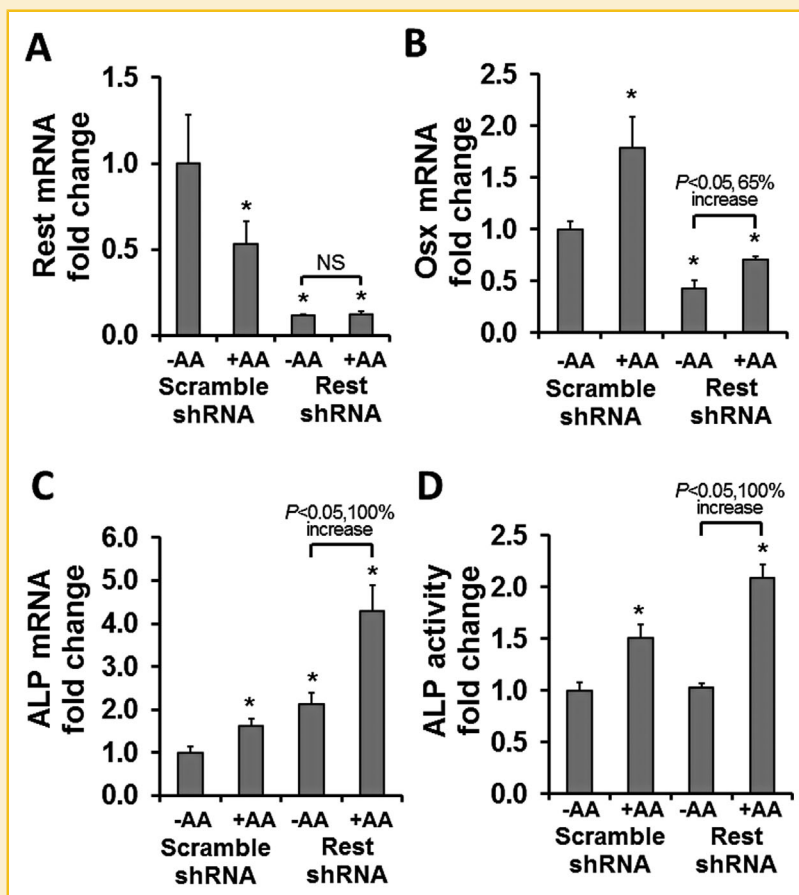 A
Rest mRNA
fold change
1.5
1.0
0.5
0.0
*
NS
*
*
-AA
+AA
-AA
+AA
Scramble
shRNA
Rest
shRNA
B
Osx mRNA
fold change
2.5
2.0
1.5
1.0
0.5
0.0
*
P<0.05, 65%
increase
*
*
-AA
+AA
-AA
+AA
Scramble
shRNA
Rest
shRNA
C
ALP mRNA
fold change
6.0
5.0
4.0
3.0
2.0
1.0
0.0
P<0.05,100%
increase
*
*
*
-AA
+AA
-AA
+AA
Scramble
shRNA
Rest
shRNA
D
ALP activity
fold change
2.5
2.0
1.5
1.0
0.5
0.0
P<0.05,100%
increase
*
*
-AA
+AA
-AA
+AA
Scramble
shRNA
Rest
shRNA